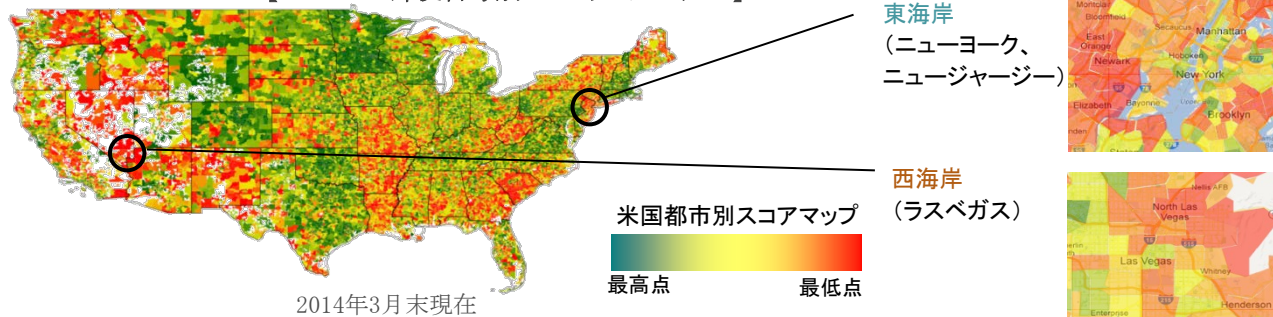 東海岸
(ニューヨーク、
ニュージャージー)
西海岸
(ラスベガス)
米国都市別スコアマップ
最高点
最低点
2014年3月末現在
Montclai
Bloomfield
Secaucus
Manhattan
East
Orange
Hoboken
Newark
New York
Elizabeth
Bayonne
Brooklyn
nden
Nellis AFB
North Las
Vegas
Las Vegas
Whitney
Henderson
Enterprise